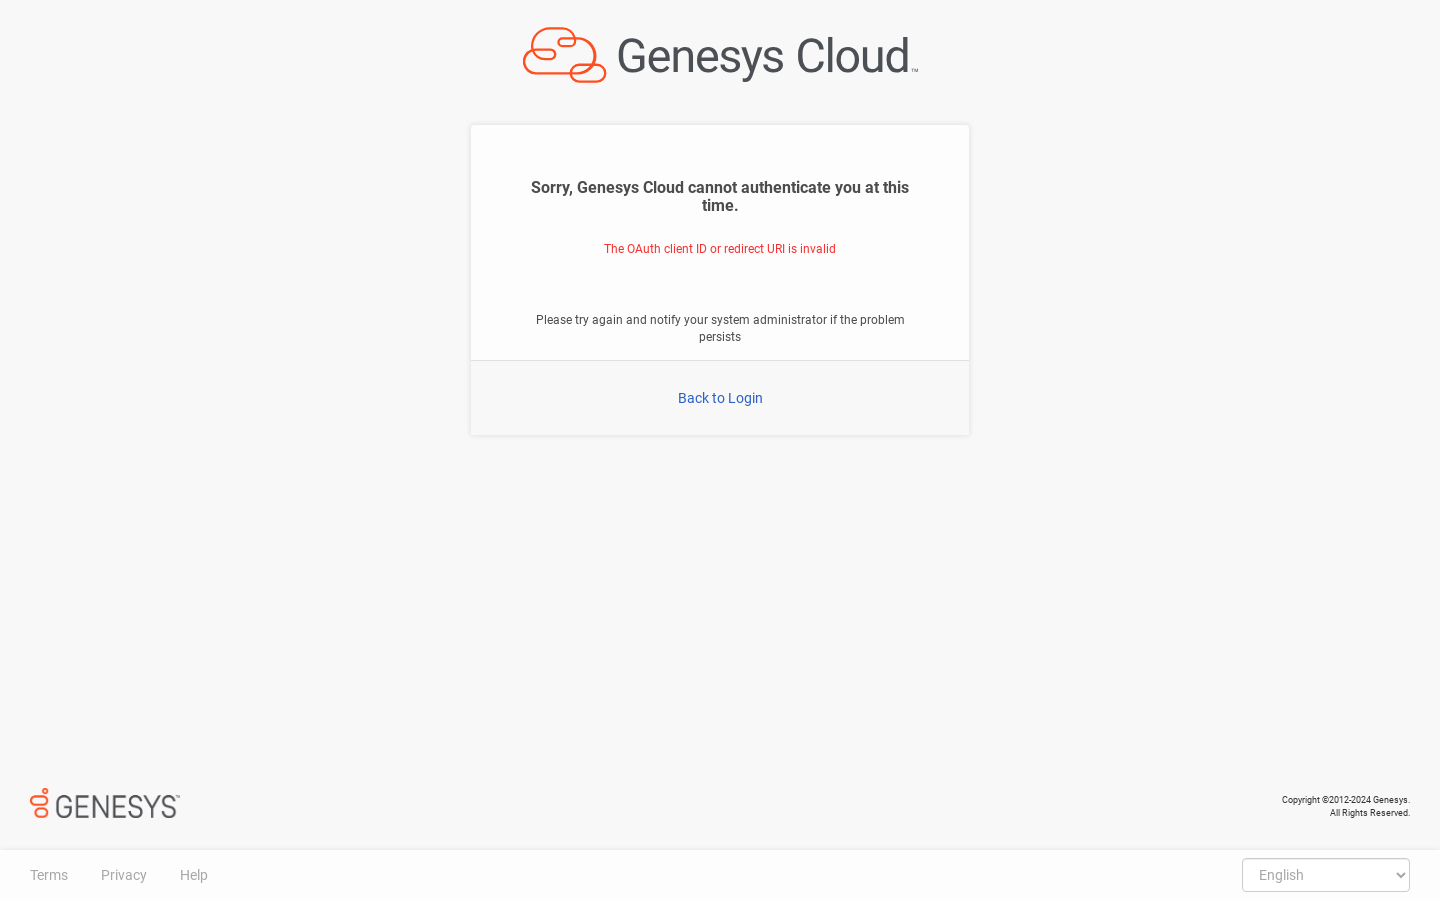 Genesys Cloud™
Sorry, Genesys Cloud cannot authenticate you at this
time.
The OAuth client ID or redirect URI is invalid
Please try again and notify your system administrator if the problem
persists
Back to Login
GENESYS™
Copyright ©2012-2024 Genesys.
All Rights Reserved.
Terms
Privacy
Help
English